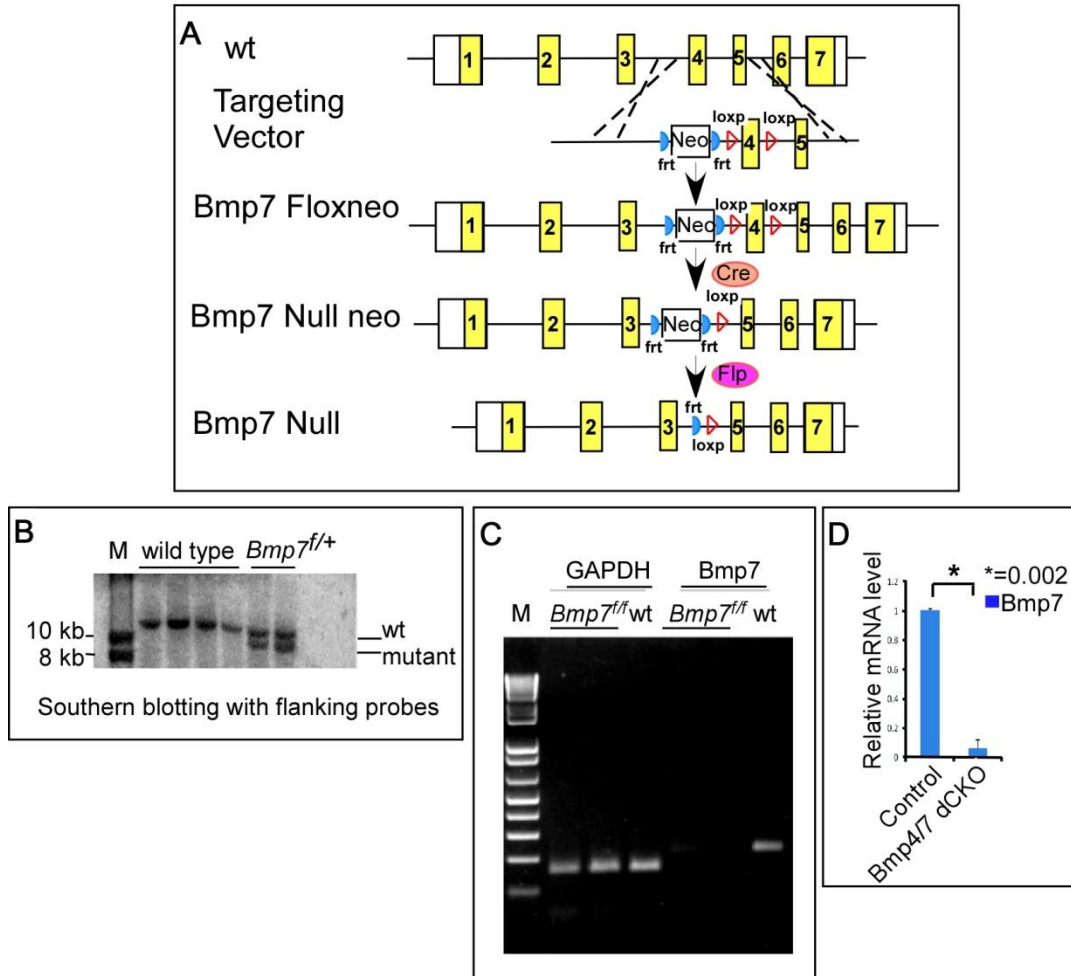 A
wt
1 2 3 4 5 6 7
Targeting
Vector
loxp loxp
Neo 4 5
frt frt
Bmp7 Floxneo
loxp loxp
1 2 3 Neo 4 5 6 7
frt frt
Cre
Bmp7 Null neo
loxp
1 2 3 Neo 5 6 7
frt frt
Flp
Bmp7 Null
frt
1 2 3 5 6 7
loxp
B
M wild type Bmp7f/+
10 kb
8 kb
wt
mutant
Southern blotting with flanking probes
C
GAPDH Bmp7
M Bmp7f/f wt Bmp7f/f wt
D
* *=0.002
Bmp7
Relative mRNA level
1.2
1
0.8
0.6
0.4
0.2
0
Control
Bmp4/7 dCKO